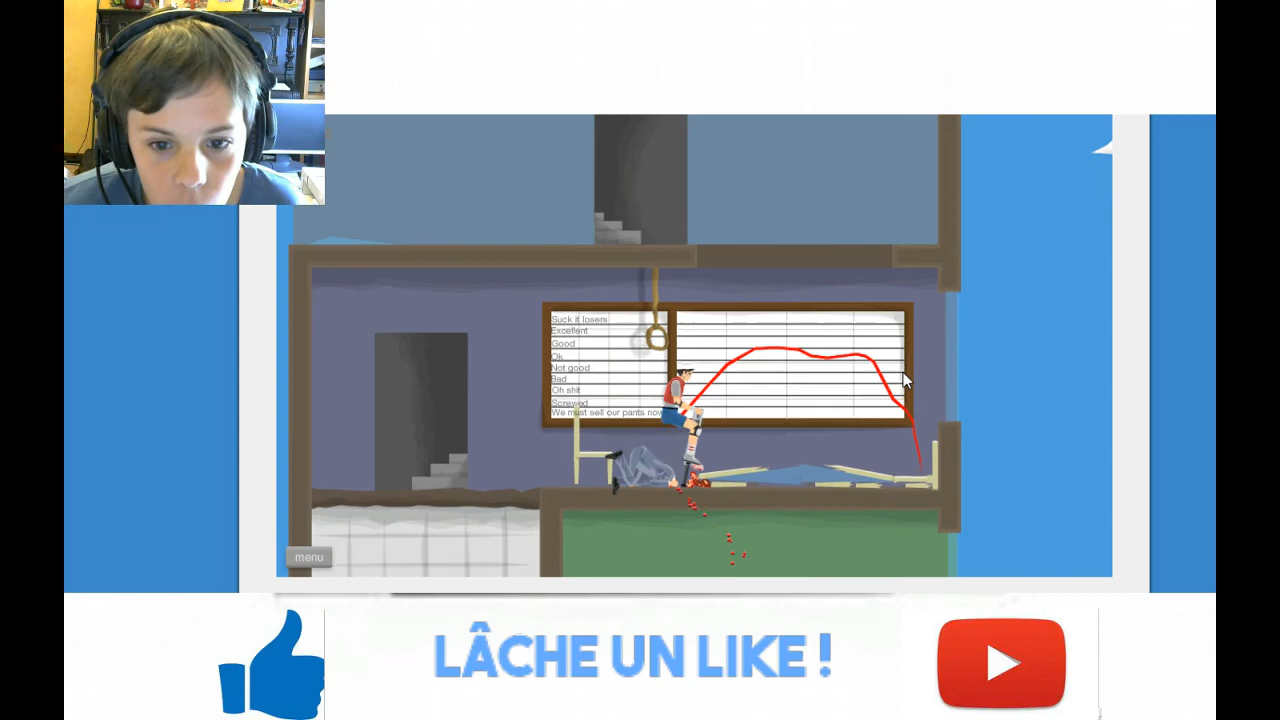 Suck it losers
Excellent
Good
Ok
Not good
Bad
Oh shit
Screwed
We must sell our pants now
menu
LÂCHE UN LIKE !